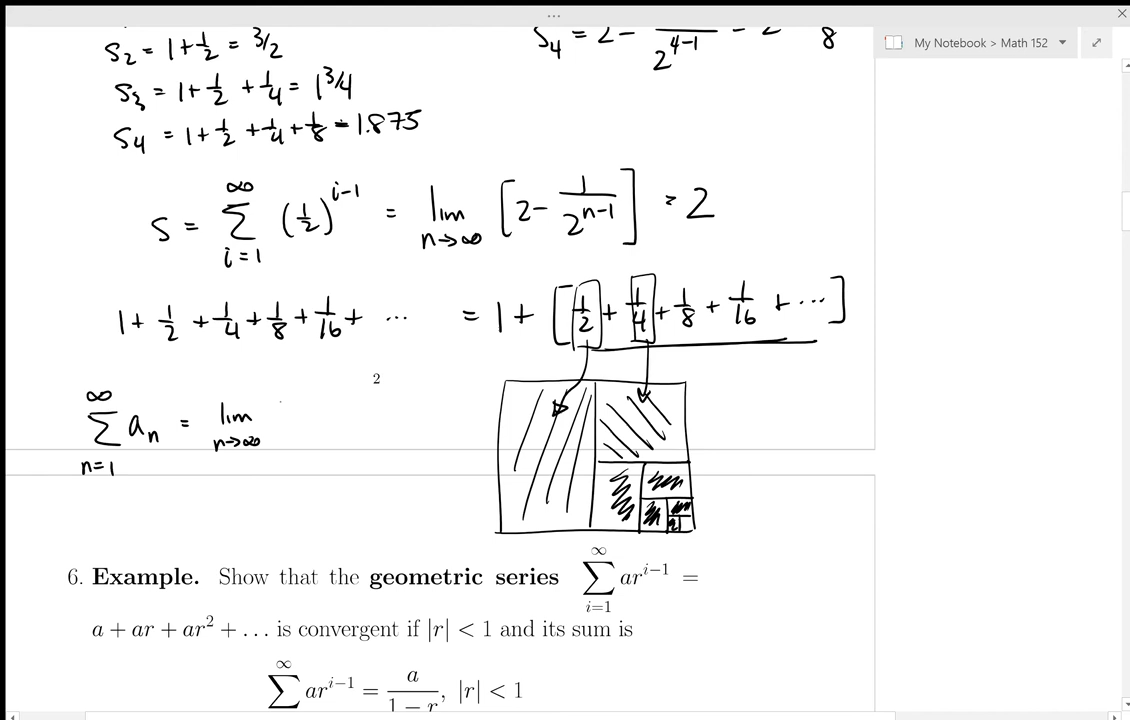 ...
My Notebook > Math 152
S₂ = 1 + 1/2 = 3/2
S₄ = 2 - 1/2^(4-1) = 2 8
S₃ = 1 + 1/2 + 1/4 = 1 3/4
S₄ = 1 + 1/2 + 1/4 + 1/8 = 1.875
S = ∑_{i=1}^{∞} (1/2)^{i-1} = lim_{n→∞} [2 - 1/2^{n-1}] = 2
1 + 1/2 + 1/4 + 1/8 + 1/16 + ... = 1 + [1/2 + 1/4 + 1/8 + 1/16 + ...]
2
∑_{n=1}^{∞} a_n = lim_{n→∞}
6. Example. Show that the geometric series ∑_{i=1}^{∞} ar^{i-1} =
a + ar + ar² + ... is convergent if |r| < 1 and its sum is
∑_{i=1}^{∞} ar^{i-1} = a/(1 - r), |r| < 1